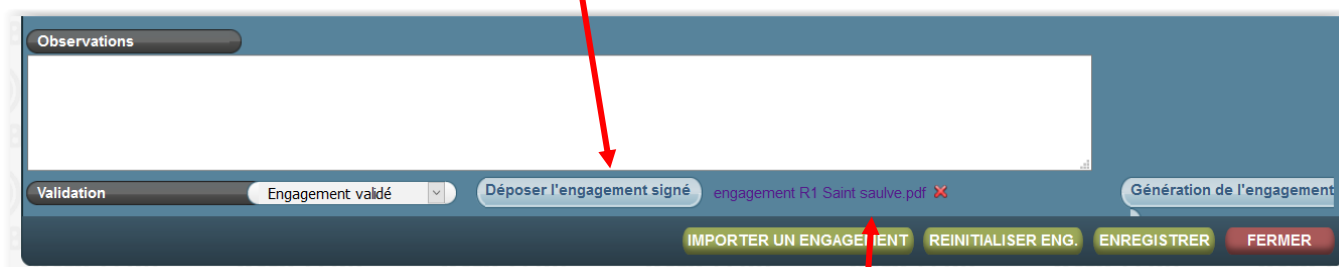 Observations
Validation Engagement validé Déposer l'engagement signé engagement R1 Saint saulve.pdf Génération de l'engagement
IMPORTER UN ENGAGEMENT REINITIALISER ENG. ENREGISTRER FERMER